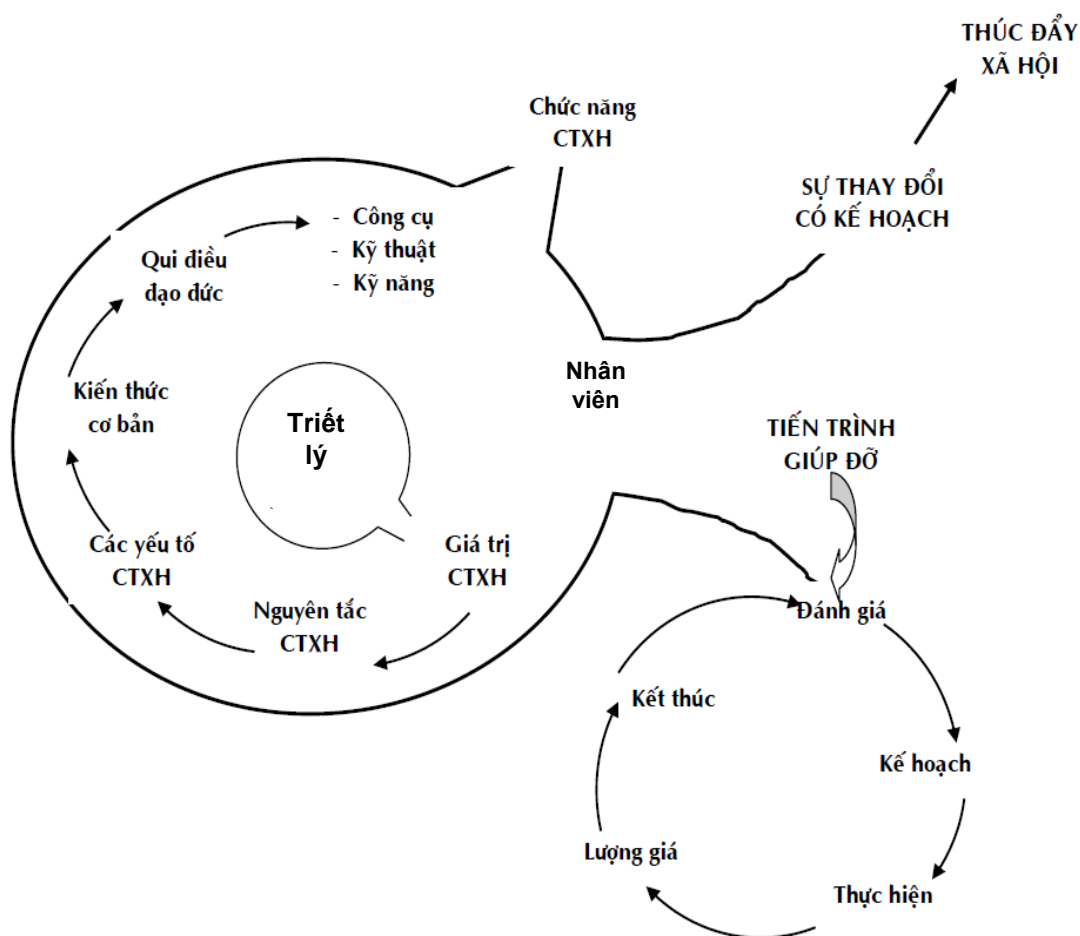 THÚC ĐẨY
XÃ HỘI
Chức năng
CTXH
SỰ THAY ĐỔI
CÓ KẾ HOẠCH
- Công cụ
- Kỹ thuật
- Kỹ năng
Qui điều
đạo đức
Kiến thức
cơ bản
Triết
lý
Nhân
viên
TIẾN TRÌNH
GIÚP ĐỠ
Các yếu tố
CTXH
Giá trị
CTXH
Nguyên tắc
CTXH
Đánh giá
Kết thúc
Kế hoạch
Lượng giá
Thực hiện